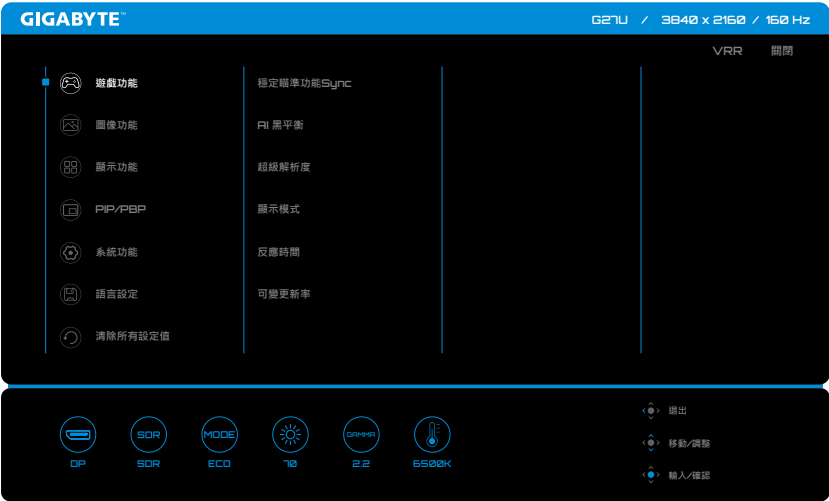 GIGABYTE™
G27U / 3840 x 2160 / 160 Hz
VRR 關閉
遊戲功能
穩定瞄準功能Sync
圖像功能
AI 黑平衡
顯示功能
超級解析度
PIP/PBP
顯示模式
系統功能
反應時間
語言設定
可變更新率
清除所有設定值
退出
SDR MODE GAMMA
移動/調整
DP SDR ECO 70 2.2 6500K
輸入/確認